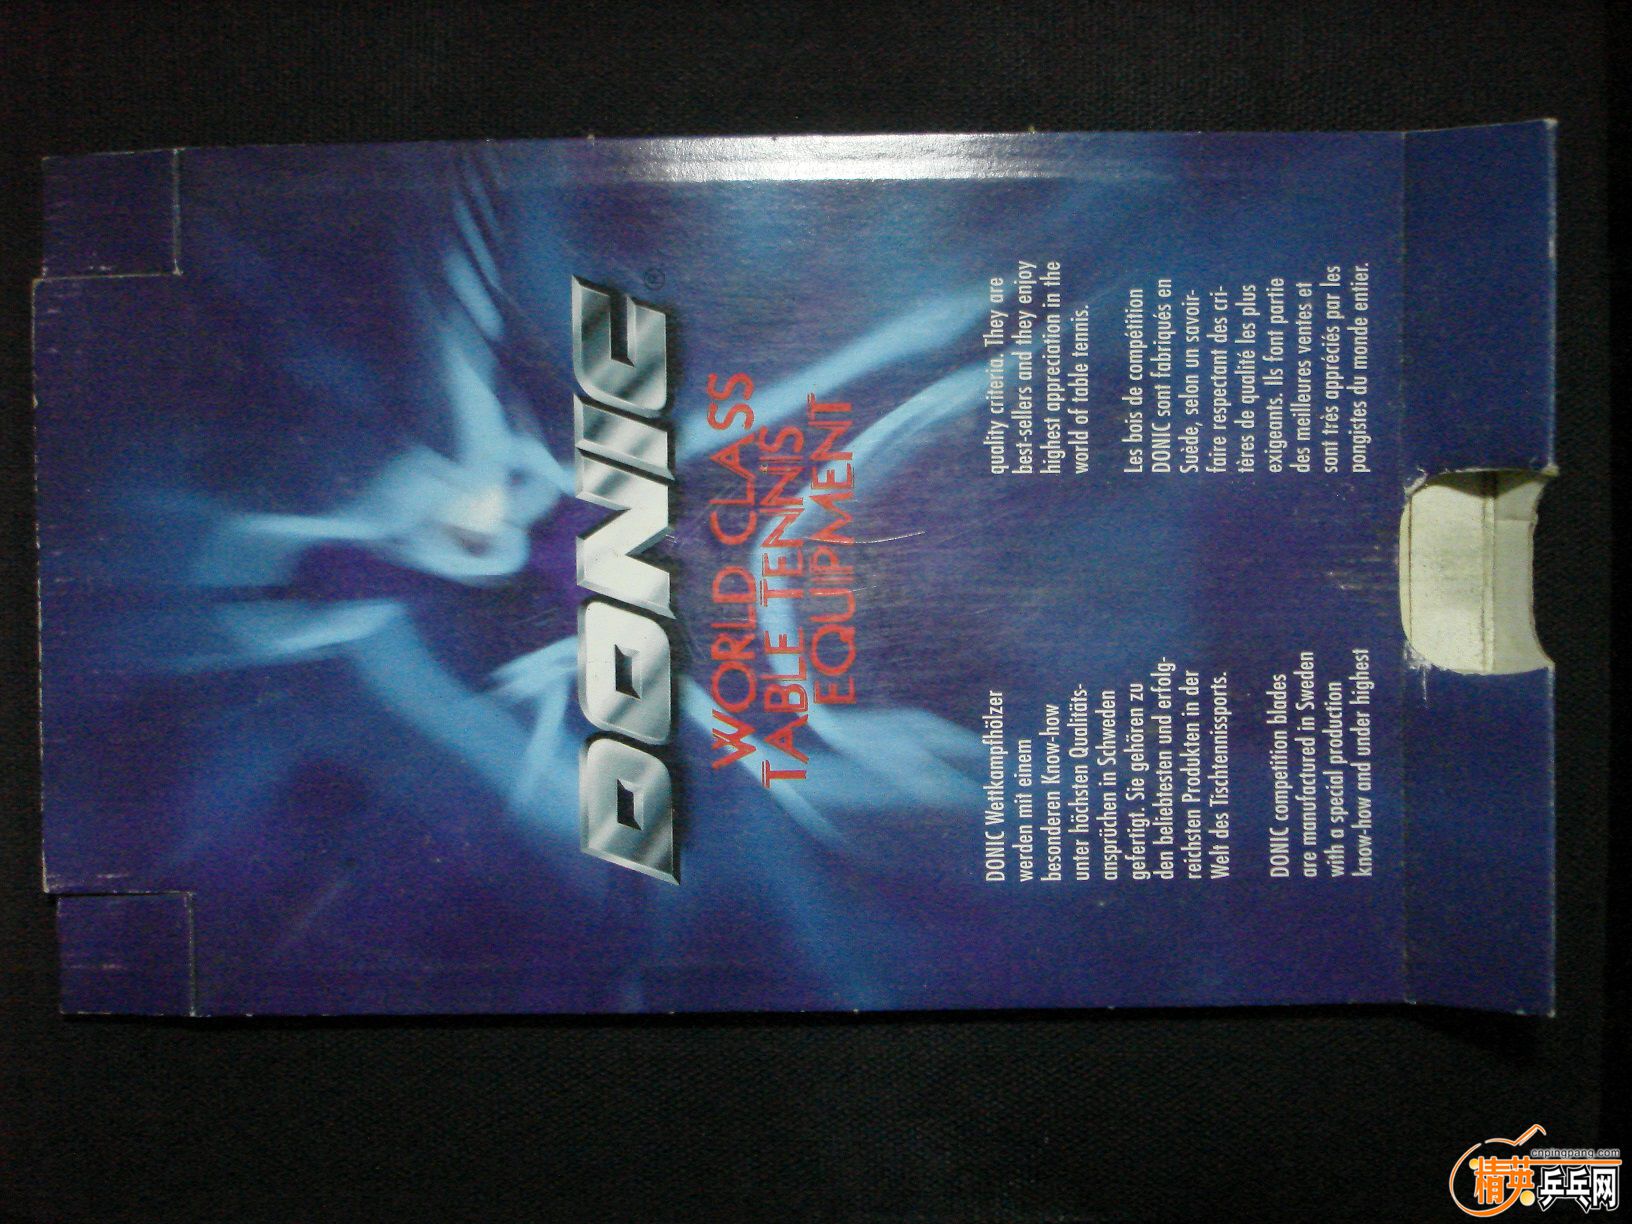 DONIC®
WORLD CLASS
TABLE TENNIS
EQUIPMENT
DONIC Wettkampfhölzer
werden mit einem
besonderen Know-how
unter höchsten Qualitäts-
ansprüchen in Schweden
gefertigt. Sie gehören zu
den beliebtesten und erfolg-
reichsten Produkten in der
Welt des Tischtennissports.
DONIC competition blades
are manufactured in Sweden
with a special production
know-how and under highest
quality criteria. They are
best-sellers and they enjoy
highest appreciation in the
world of table tennis.
Les bois de compétition
DONIC sont fabriqués en
Suède, selon un savoir-
faire respectant des cri-
tères de qualité les plus
exigeants. Ils font partie
des meilleures ventes et
sont très appréciés par les
pongistes du monde entier.
cnpingpang.com
精英乒乓网